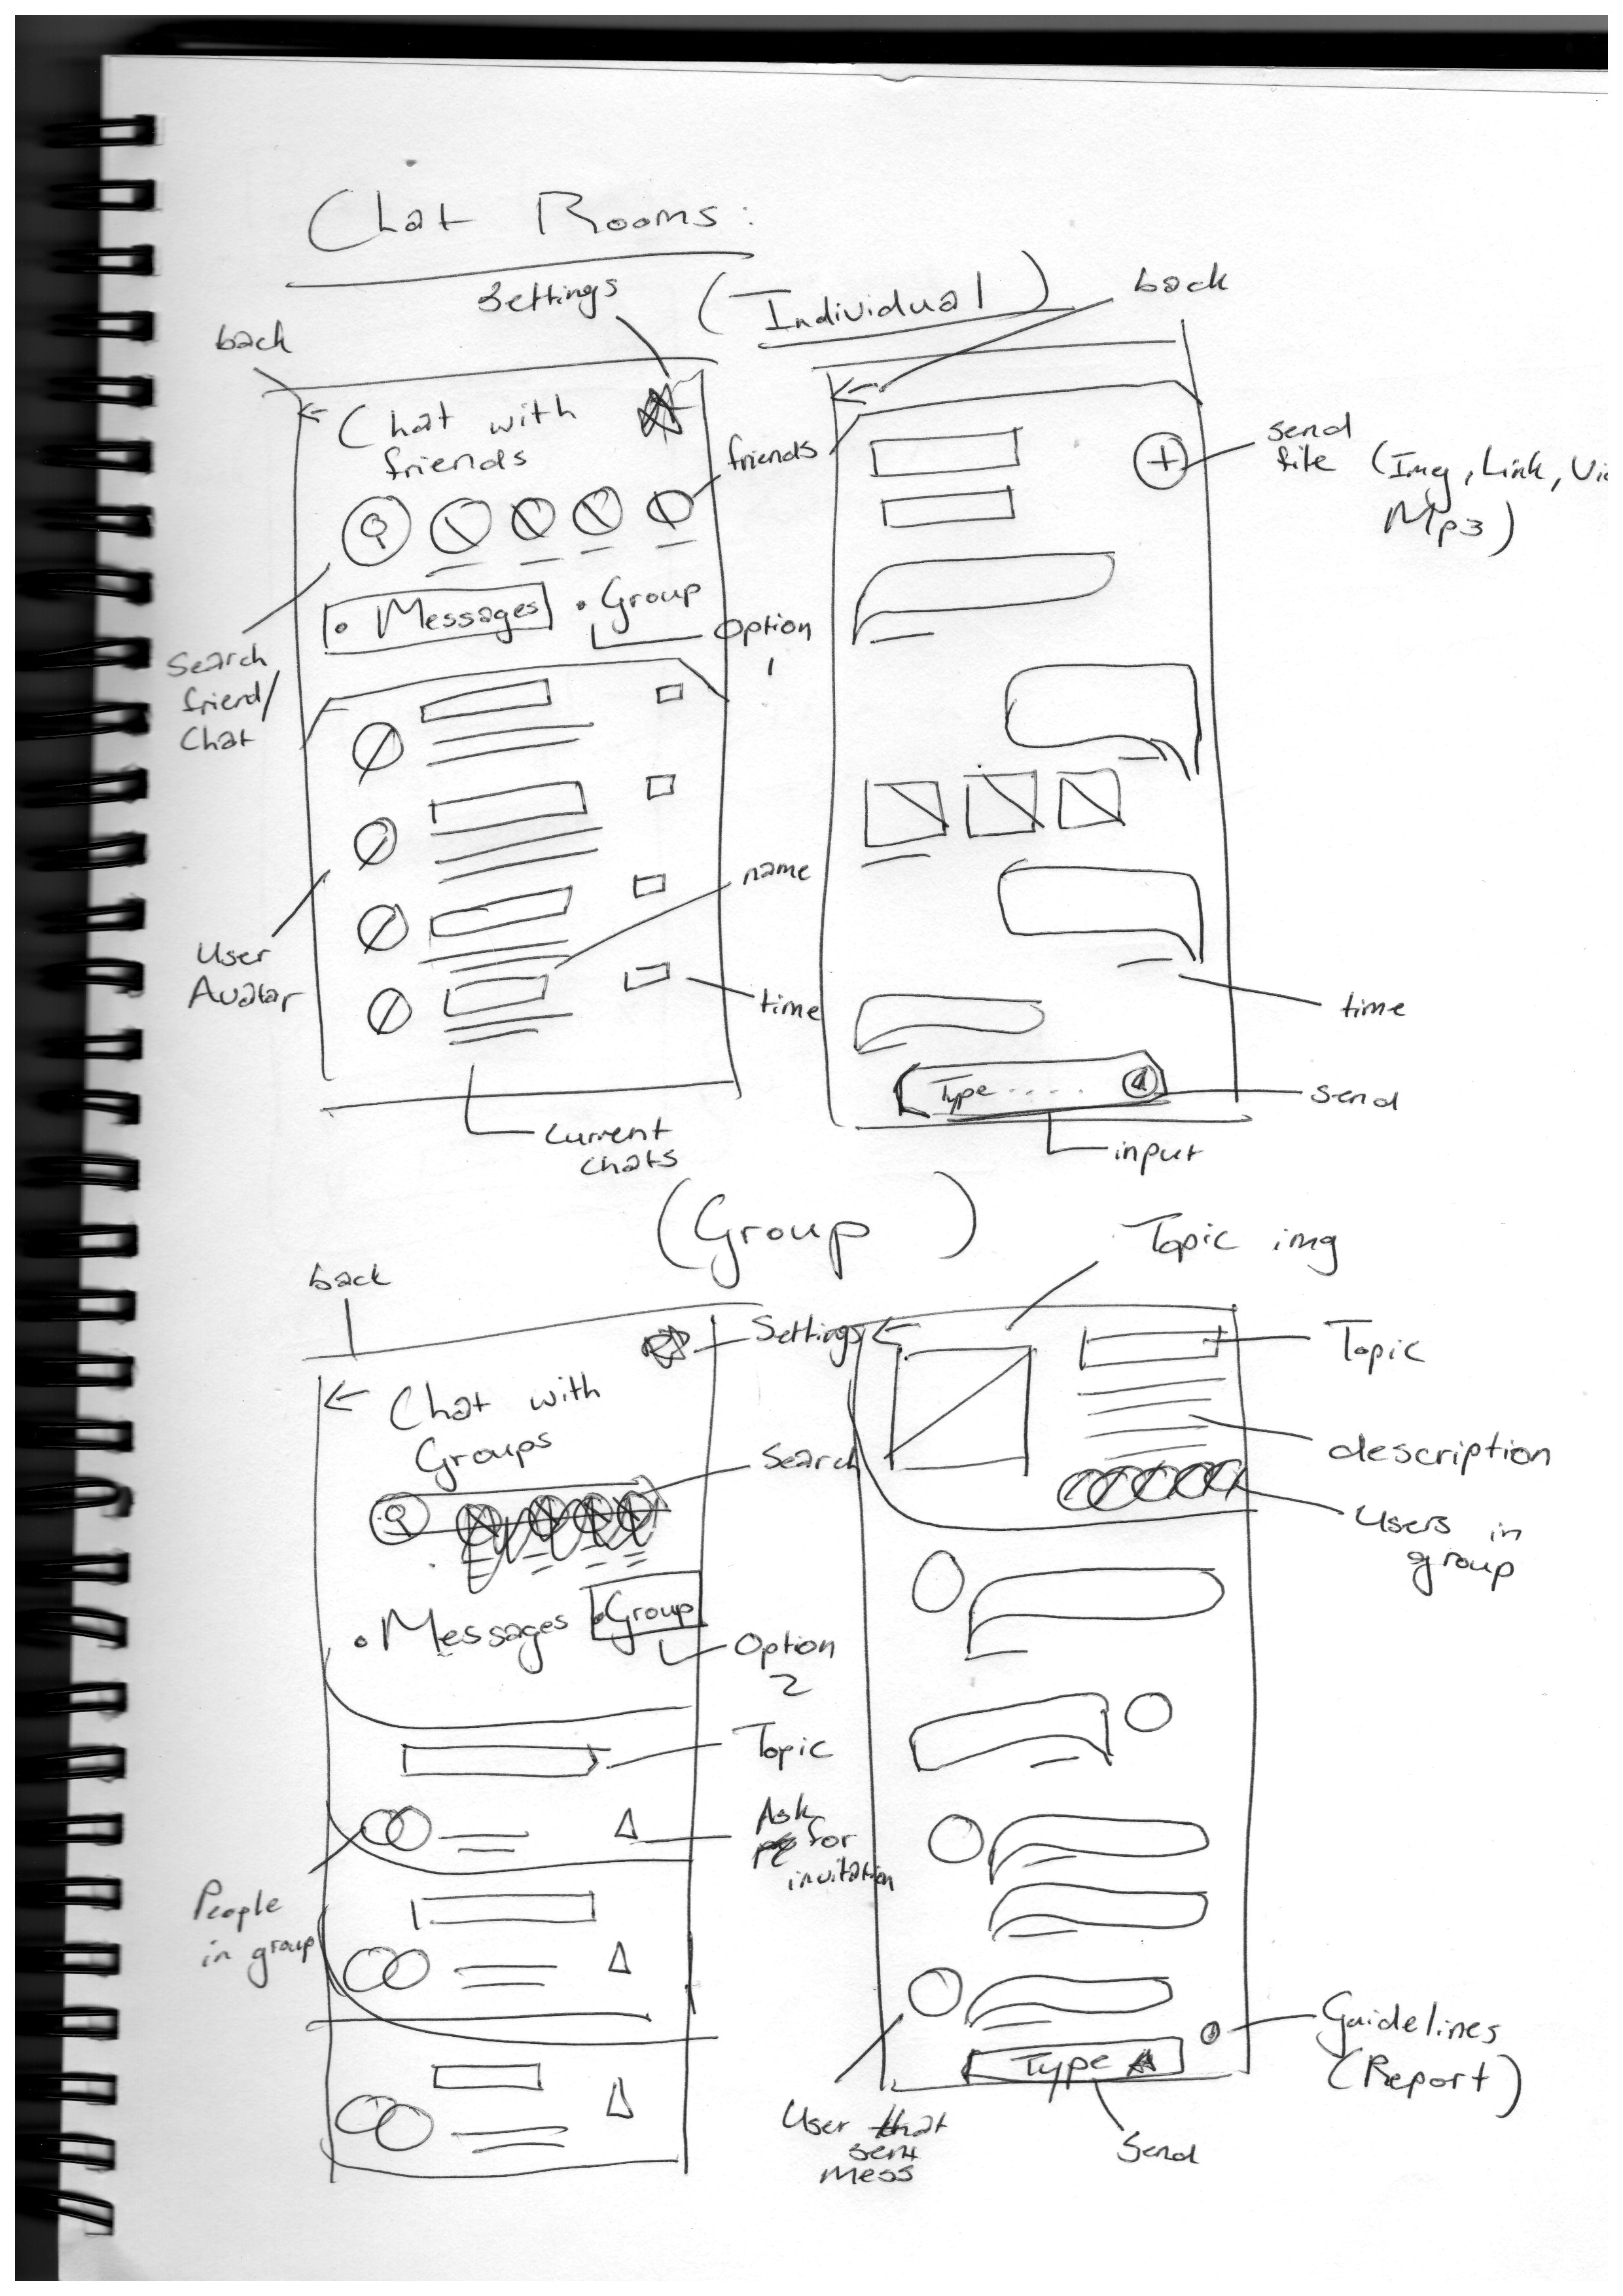 Chat Rooms:
(Individual)
Settings
back
back
Chat with
friends
friends
send
file (Img, Link, Vi
Mp3)
• Messages • Group
Option
1
Search
friend/
Chat
name
User
Avatar
time
time
Type .....
send
input
Current
chats
(Group)
Topic img
back
Settings
Topic
Chat with
Groups
Search
description
Users in
group
• Messages • Group
Option
2
Topic
Ask
for
invitation
People
in group
Guidelines
(Report)
Type
User that
sent
mess
Send